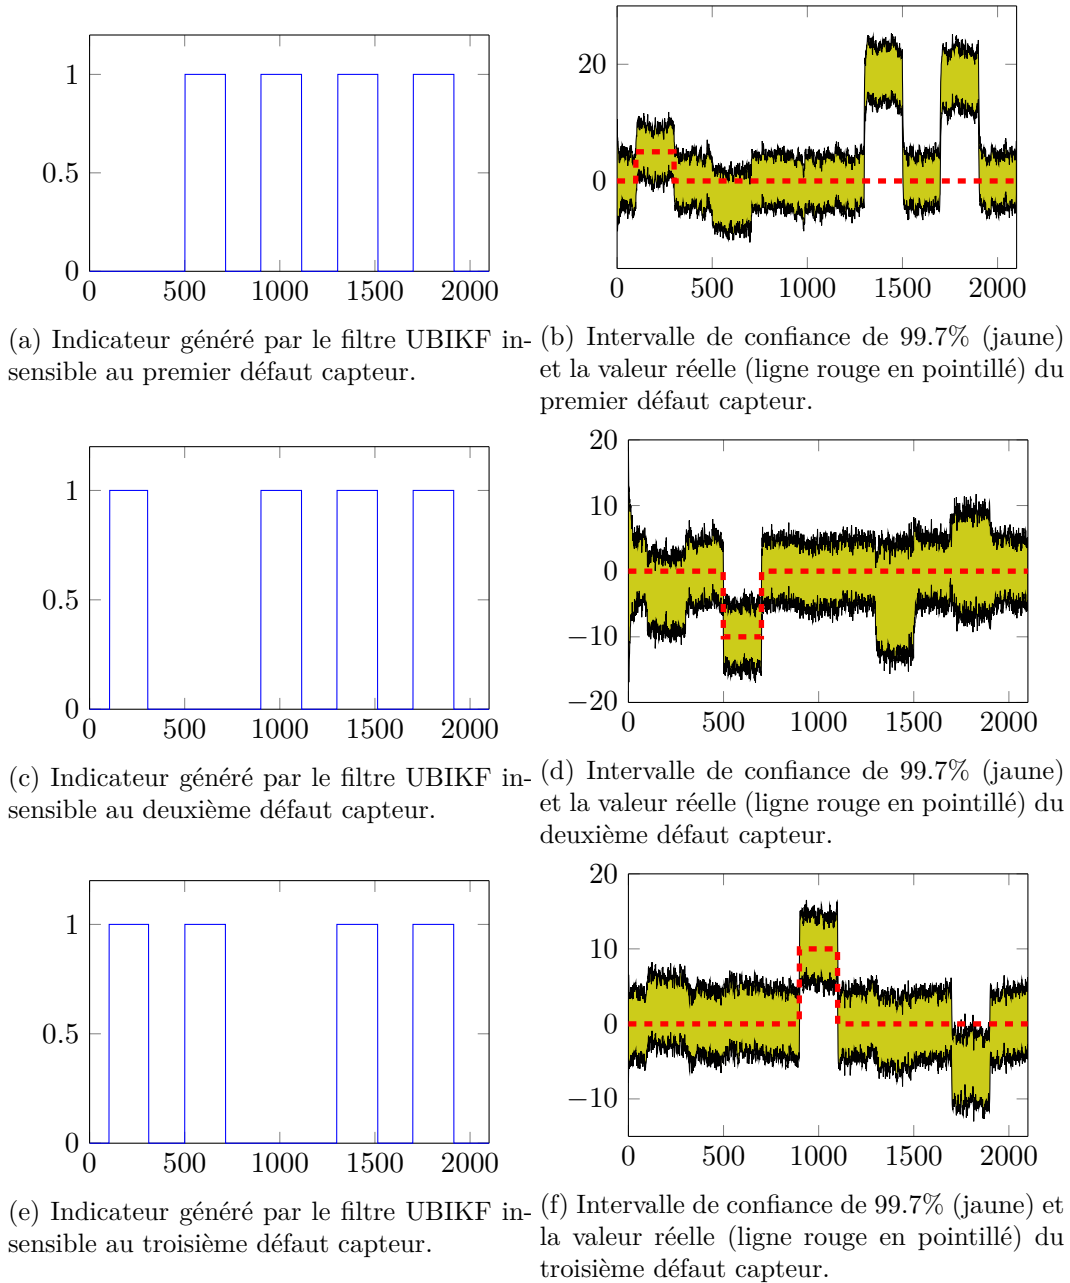 1
0.5
0
0 500 1000 1500 2000
20
0
0 500 1000 1500 2000
(a) Indicateur généré par le filtre UBIKF in-
sensible au premier défaut capteur.
(b) Intervalle de confiance de 99.7% (jaune)
et la valeur réelle (ligne rouge en pointillé) du
premier défaut capteur.
1
0.5
0
0 500 1000 1500 2000
20
10
0
−10
−20
0 500 1000 1500 2000
(c) Indicateur généré par le filtre UBIKF in-
sensible au deuxième défaut capteur.
(d) Intervalle de confiance de 99.7% (jaune)
et la valeur réelle (ligne rouge en pointillé) du
deuxième défaut capteur.
1
0.5
0
0 500 1000 1500 2000
20
10
0
−10
0 500 1000 1500 2000
(e) Indicateur généré par le filtre UBIKF in-
sensible au troisième défaut capteur.
(f) Intervalle de confiance de 99.7% (jaune) et
la valeur réelle (ligne rouge en pointillé) du
troisième défaut capteur.